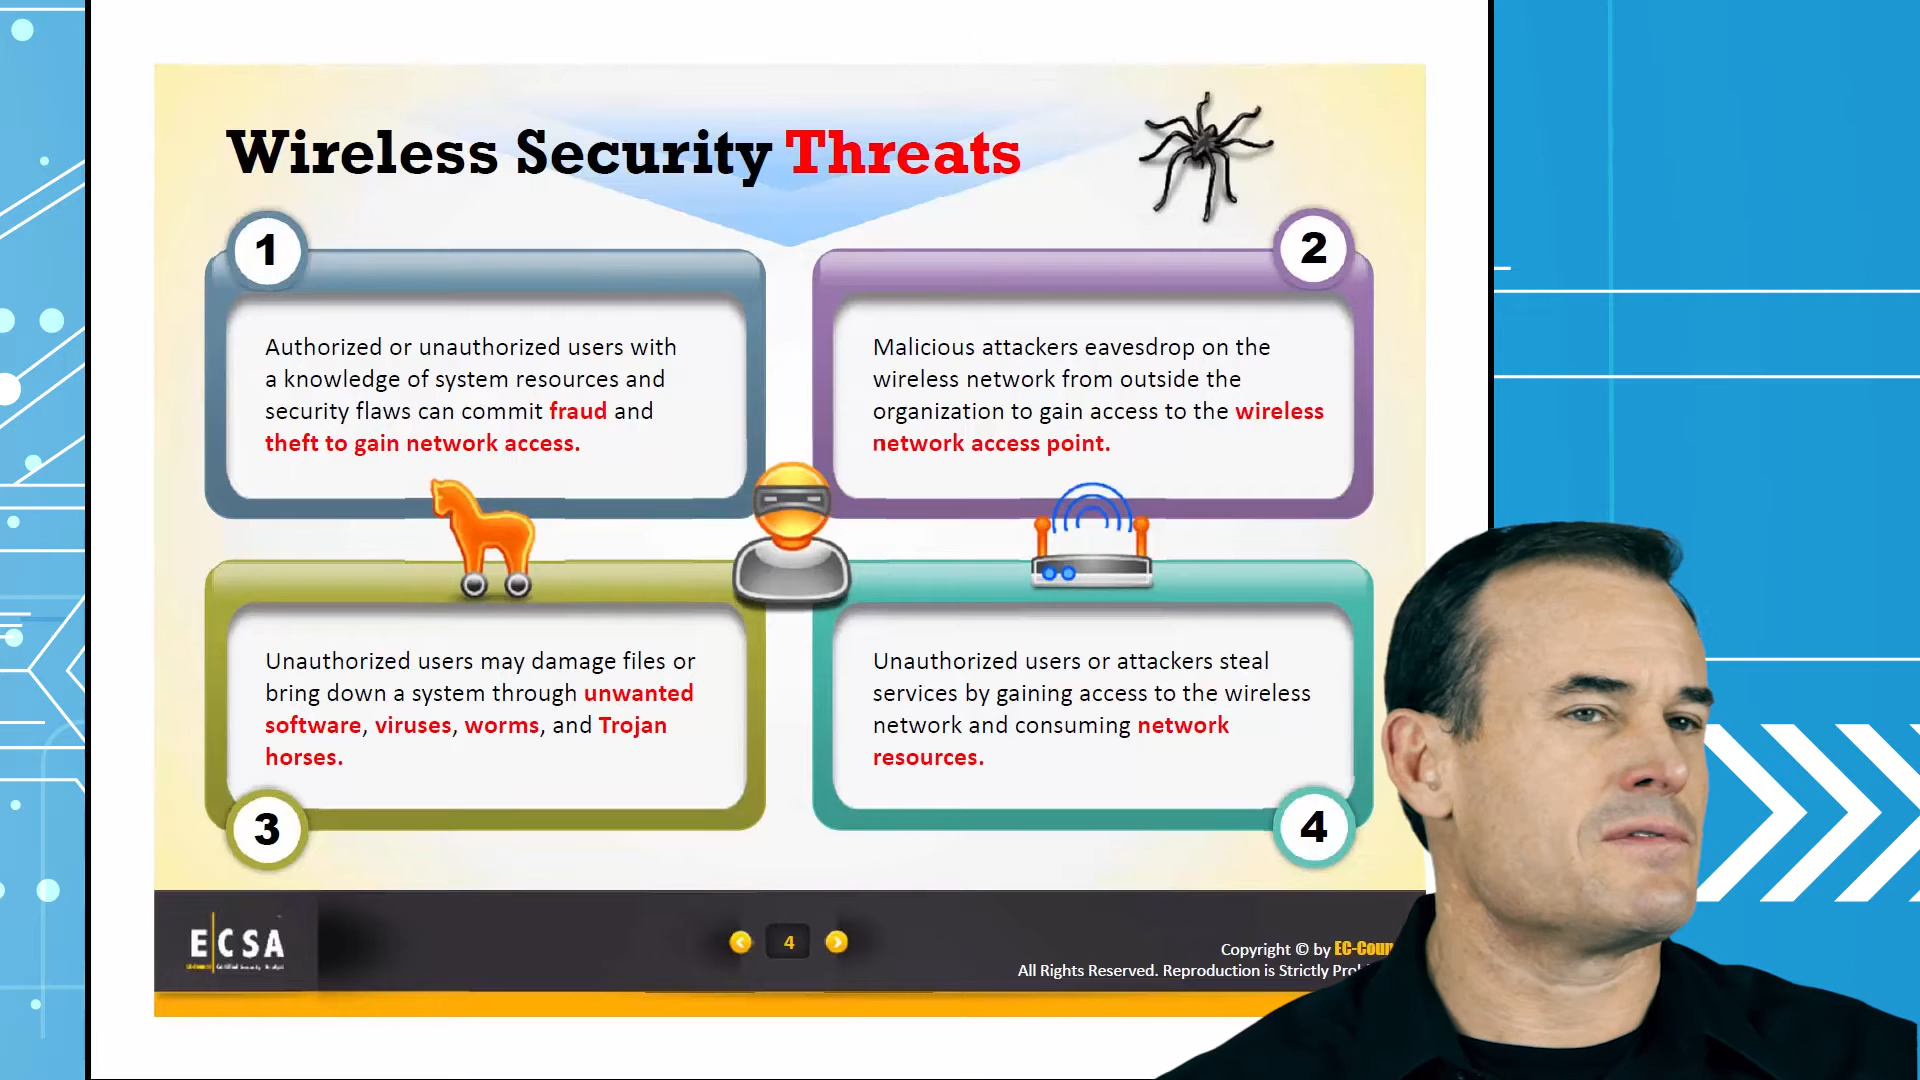 Wireless Security Threats
1
Authorized or unauthorized users with
a knowledge of system resources and
security flaws can commit fraud and
theft to gain network access.
2
Malicious attackers eavesdrop on the
wireless network from outside the
organization to gain access to the wireless
network access point.
Unauthorized users may damage files or
bring down a system through unwanted
software, viruses, worms, and Trojan
horses.
3
Unauthorized users or attackers steal
services by gaining access to the wireless
network and consuming network
resources.
4
ECSA
4
Copyright © by EC-Coun
All Rights Reserved. Reproduction is Strictly